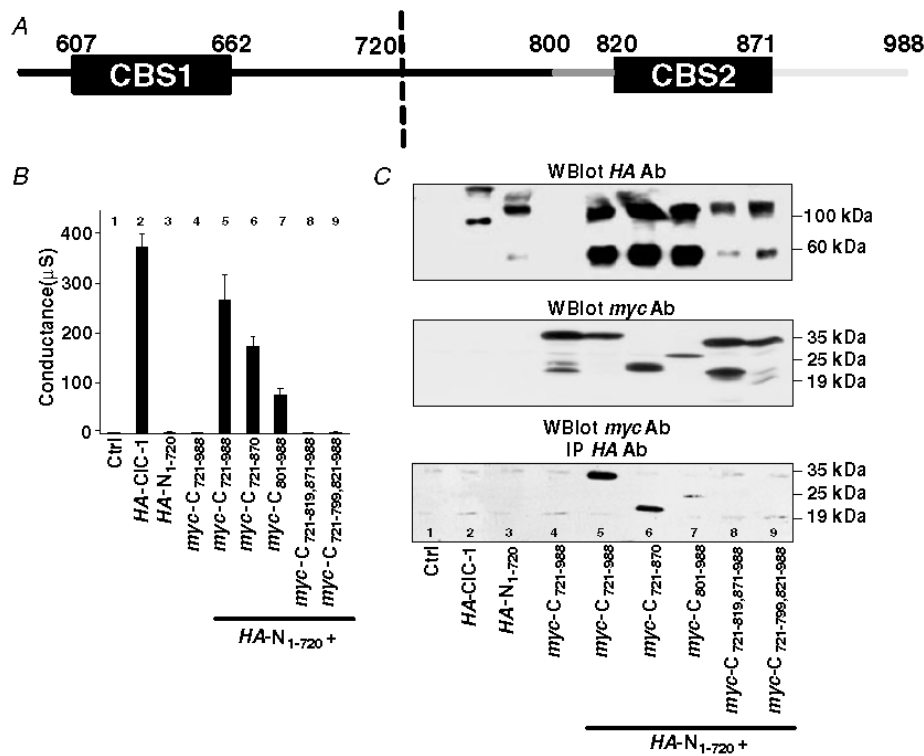 A
607 662 720 800 820 871 988
CBS1 CBS2
B
1 2 3 4 5 6 7 8 9
400
300
200
100
0
Conductance(µS)
Ctrl
HA-ClC-1
HA-N1-720
myc-C721-988
myc-C721-988
myc-C721-870
myc-C801-988
myc-C721-819,871-988
myc-C721-799,821-988
HA-N1-720 +
C
WBlot HA Ab
100 kDa
60 kDa
WBlot myc Ab
35 kDa
25 kDa
19 kDa
WBlot myc Ab
IP HA Ab
35 kDa
25 kDa
19 kDa
1 2 3 4 5 6 7 8 9
Ctrl
HA-ClC-1
HA-N1-720
myc-C721-988
myc-C721-988
myc-C721-870
myc-C801-988
myc-C721-819,871-988
myc-C721-799,821-988
HA-N1-720 +